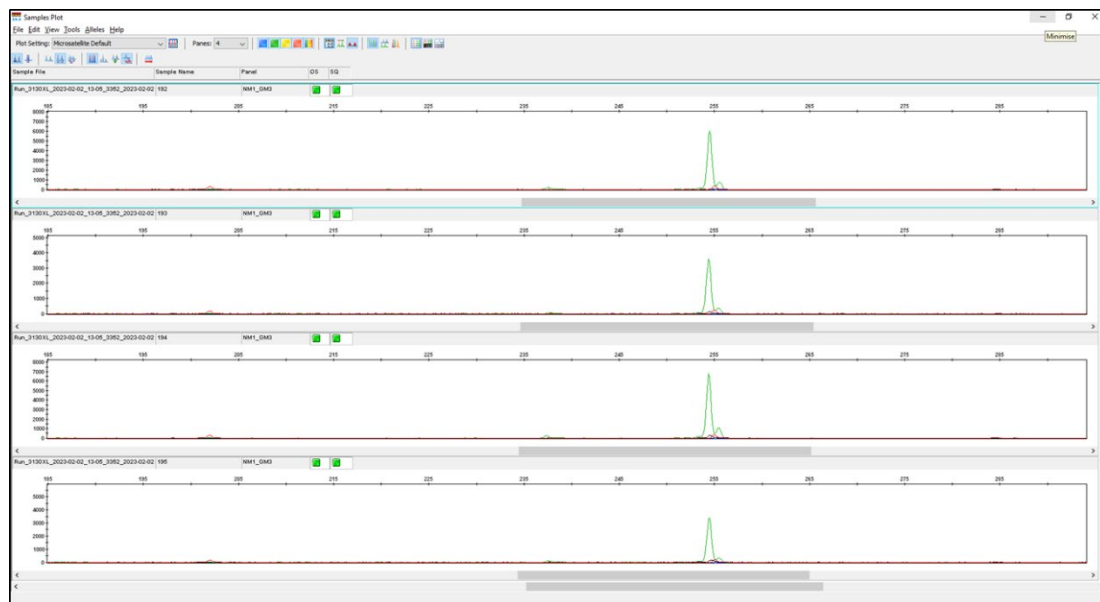 Samples Plot
File Edit View Tools Alleles Help
Minimise
Plot Setting: Microsatellite Default Panes: 4
Sample File Sample Name Panel OS SQ
Run_3130XL_2023-02-02_13-05_3352_2023-02-02 192 NM1_GM3
185 195 205 215 225 235 245 255 265 275 285
8000
7000
6000
5000
4000
3000
2000
1000
0
Run_3130XL_2023-02-02_13-05_3352_2023-02-02 193 NM1_GM3
185 195 205 215 225 235 245 255 265 275 285
5000
4000
3000
2000
1000
0
Run_3130XL_2023-02-02_13-05_3352_2023-02-02 194 NM1_GM3
185 195 205 215 225 235 245 255 265 275 285
8000
7000
6000
5000
4000
3000
2000
1000
0
Run_3130XL_2023-02-02_13-05_3352_2023-02-02 195 NM1_GM3
185 195 205 215 225 235 245 255 265 275 285
5000
4000
3000
2000
1000
0